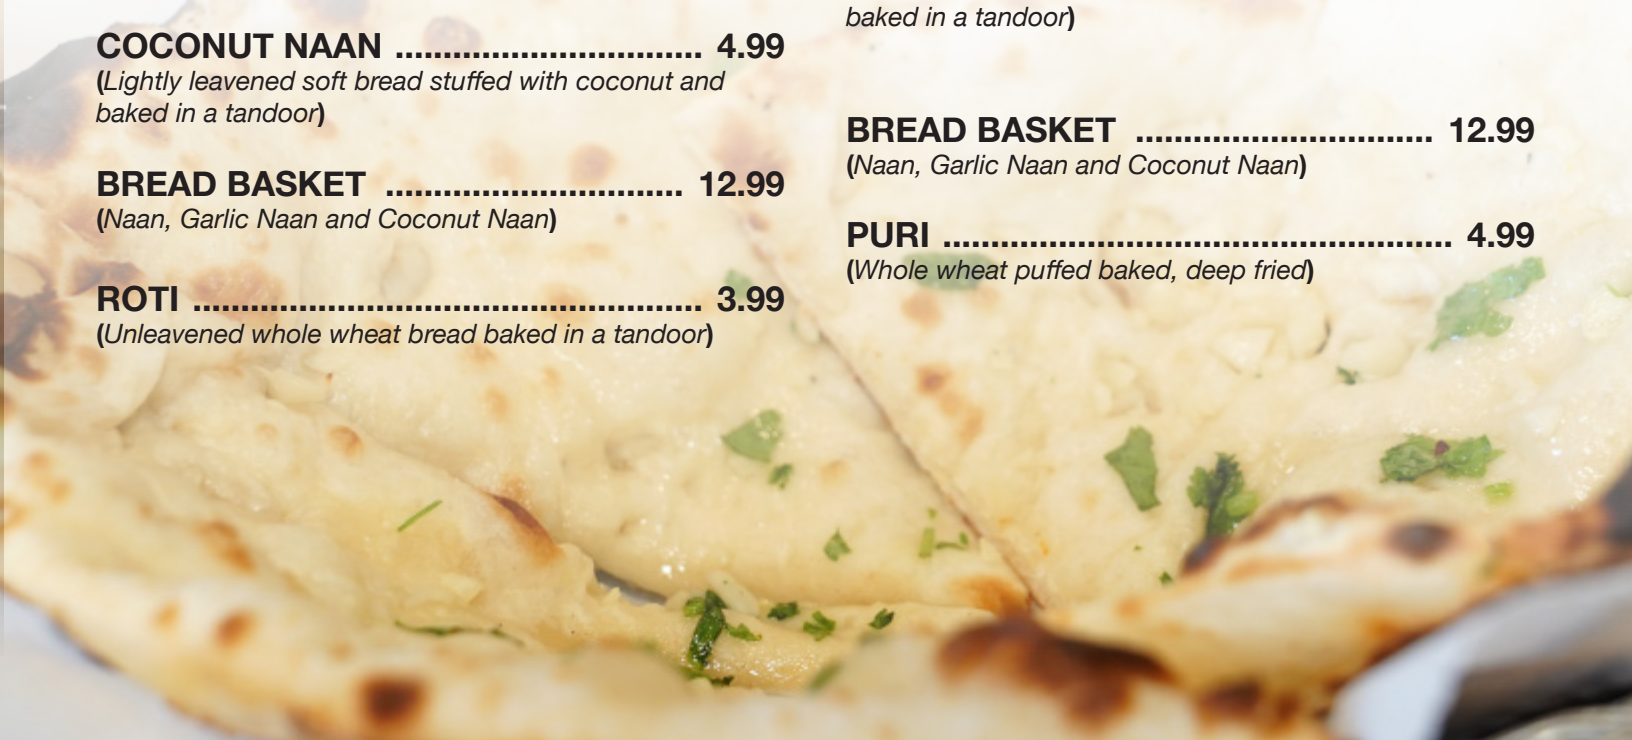 COCONUT NAAN ................................ 4.99
(Lightly leavened soft bread stuffed with coconut and
baked in a tandoor)
BREAD BASKET ............................... 12.99
(Naan, Garlic Naan and Coconut Naan)
ROTI ..................................................... 3.99
(Unleavened whole wheat bread baked in a tandoor)
baked in a tandoor)
BREAD BASKET ............................... 12.99
(Naan, Garlic Naan and Coconut Naan)
PURI ..................................................... 4.99
(Whole wheat puffed baked, deep fried)